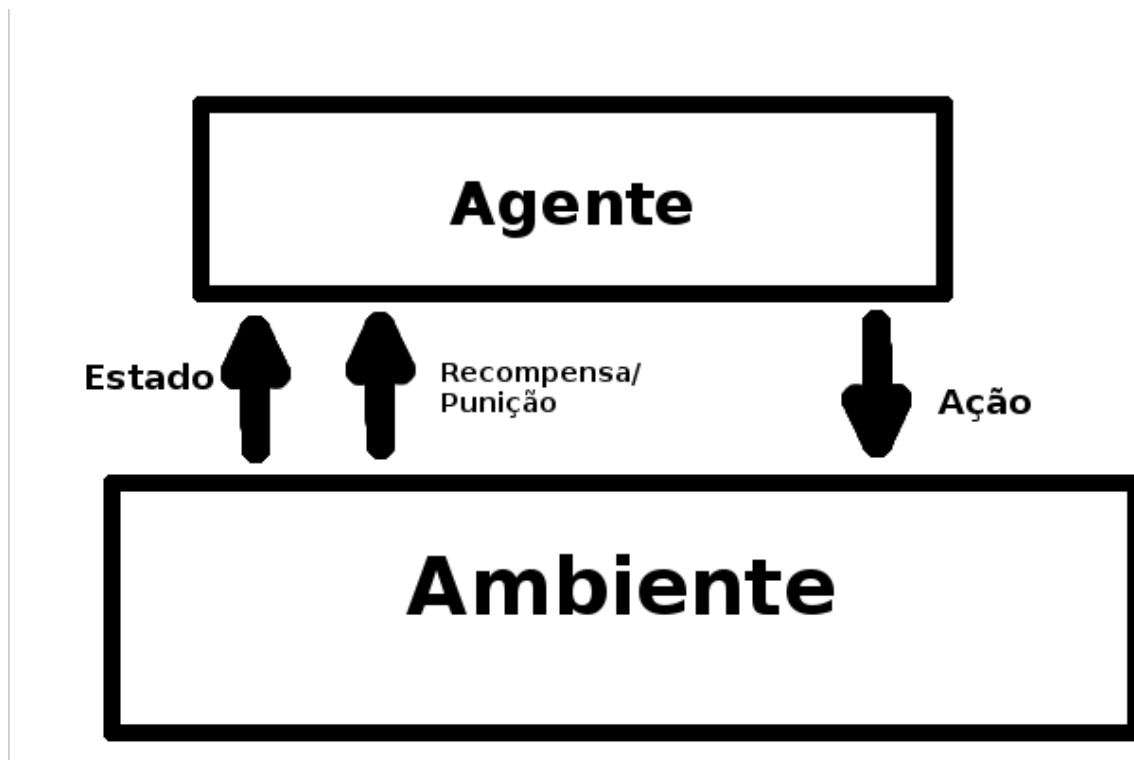 Agente
Estado
Recompensa/
Punição
Ação
Ambiente